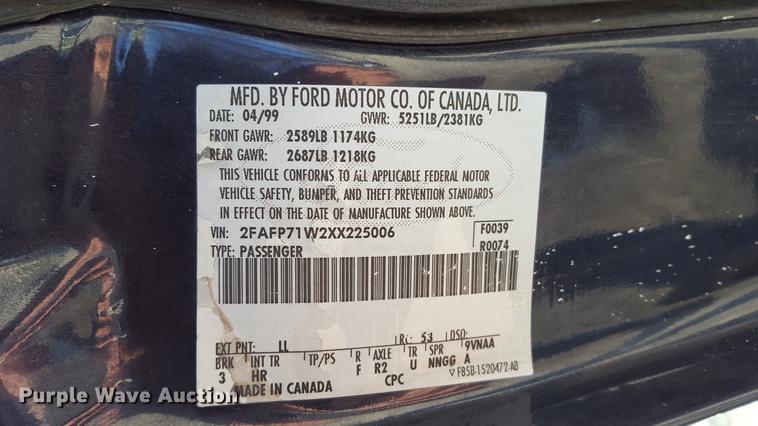 MFD. BY FORD MOTOR CO. OF CANADA, LTD.
DATE: 04/99 GVWR: 5251LB/2381KG
FRONT GAWR: 2589LB 1174KG
REAR GAWR: 2687LB 1218KG
THIS VEHICLE CONFORMS TO ALL APPLICABLE FEDERAL MOTOR
VEHICLE SAFETY, BUMPER, AND THEFT PREVENTION STANDARDS
IN EFFECT ON THE DATE OF MANUFACTURE SHOWN ABOVE.
VIN: 2FAFP71W2XX225006 F0039
TYPE: PASSENGER R0074
EXT PNT: LL RC: 53 DSO:
BRK INT TR TP/PS R AXLE TR SPR 9VNAA
3 HR F R2 U NNGG A
MADE IN CANADA CPC F85B-1520472-AB
Purple Wave Auction